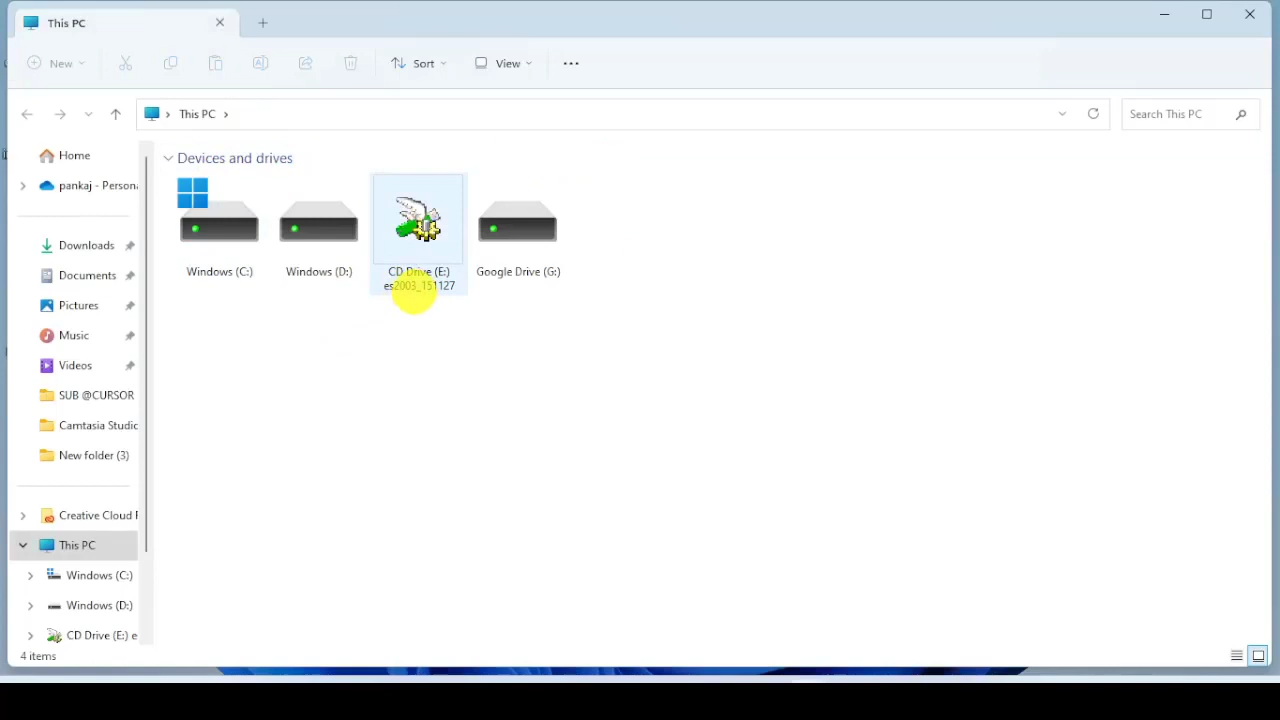 This PC
New
Sort
View
This PC
Search This PC
Home
pankaj - Persona
Downloads
Documents
Pictures
Music
Videos
SUB @CURSOR
Camtasia Studio
New folder (3)
Creative Cloud F
This PC
Windows (C:)
Windows (D:)
CD Drive (E:) e
Devices and drives
Windows (C:)
Windows (D:)
CD Drive (E:)
es2003_151127
Google Drive (G:)
4 items